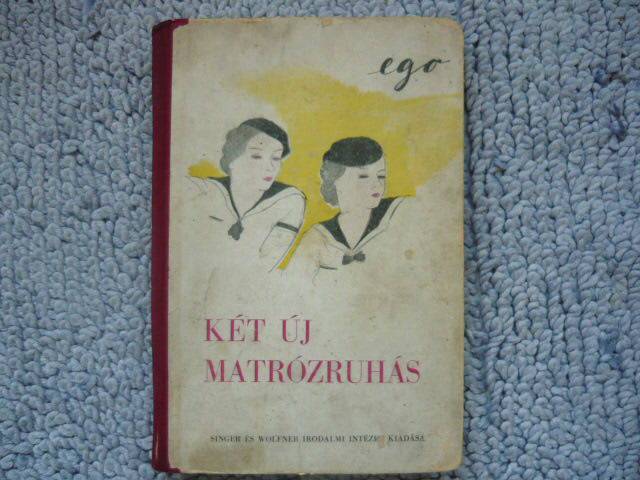 ego
KÉT ÚJ
MATRÓZRUHÁS
SINGER ÉS WOLFNER IRODALMI INTÉZET KIADÁSA